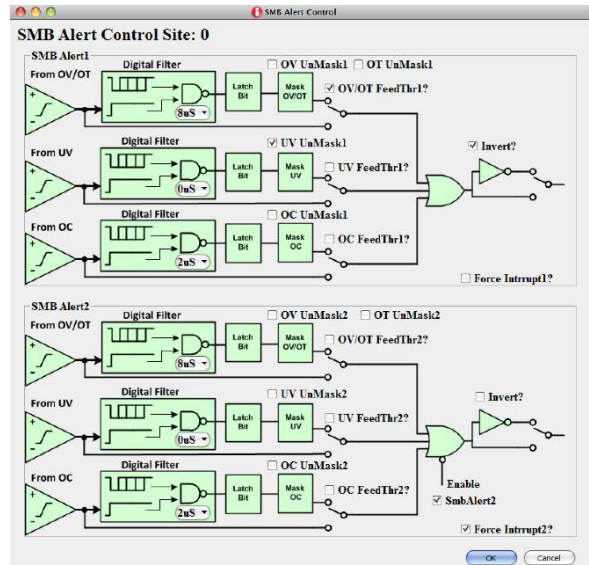 SMB Alert Control
SMB Alert Control Site: 0
SMB Alert1
From OV/OT
Digital Filter
8uS
Latch Bit
Mask OV/OT
OV UnMask1
OT UnMask1
OV/OT FeedThr1?
From UV
Digital Filter
0uS
Latch Bit
Mask UV
UV UnMask1
UV FeedThr1?
Invert?
From OC
Digital Filter
2uS
Latch Bit
Mask OC
OC UnMask1
OC FeedThr1?
Force Intrrupt1?
SMB Alert2
From OV/OT
Digital Filter
8uS
Latch Bit
Mask OV/OT
OV UnMask2
OT UnMask2
OV/OT FeedThr2?
From UV
Digital Filter
0uS
Latch Bit
Mask UV
UV UnMask2
UV FeedThr2?
Invert?
From OC
Digital Filter
2uS
Latch Bit
Mask OC
OC UnMask2
OC FeedThr2?
Enable
SmbAlert2
Force Intrrupt2?
OK
Cancel